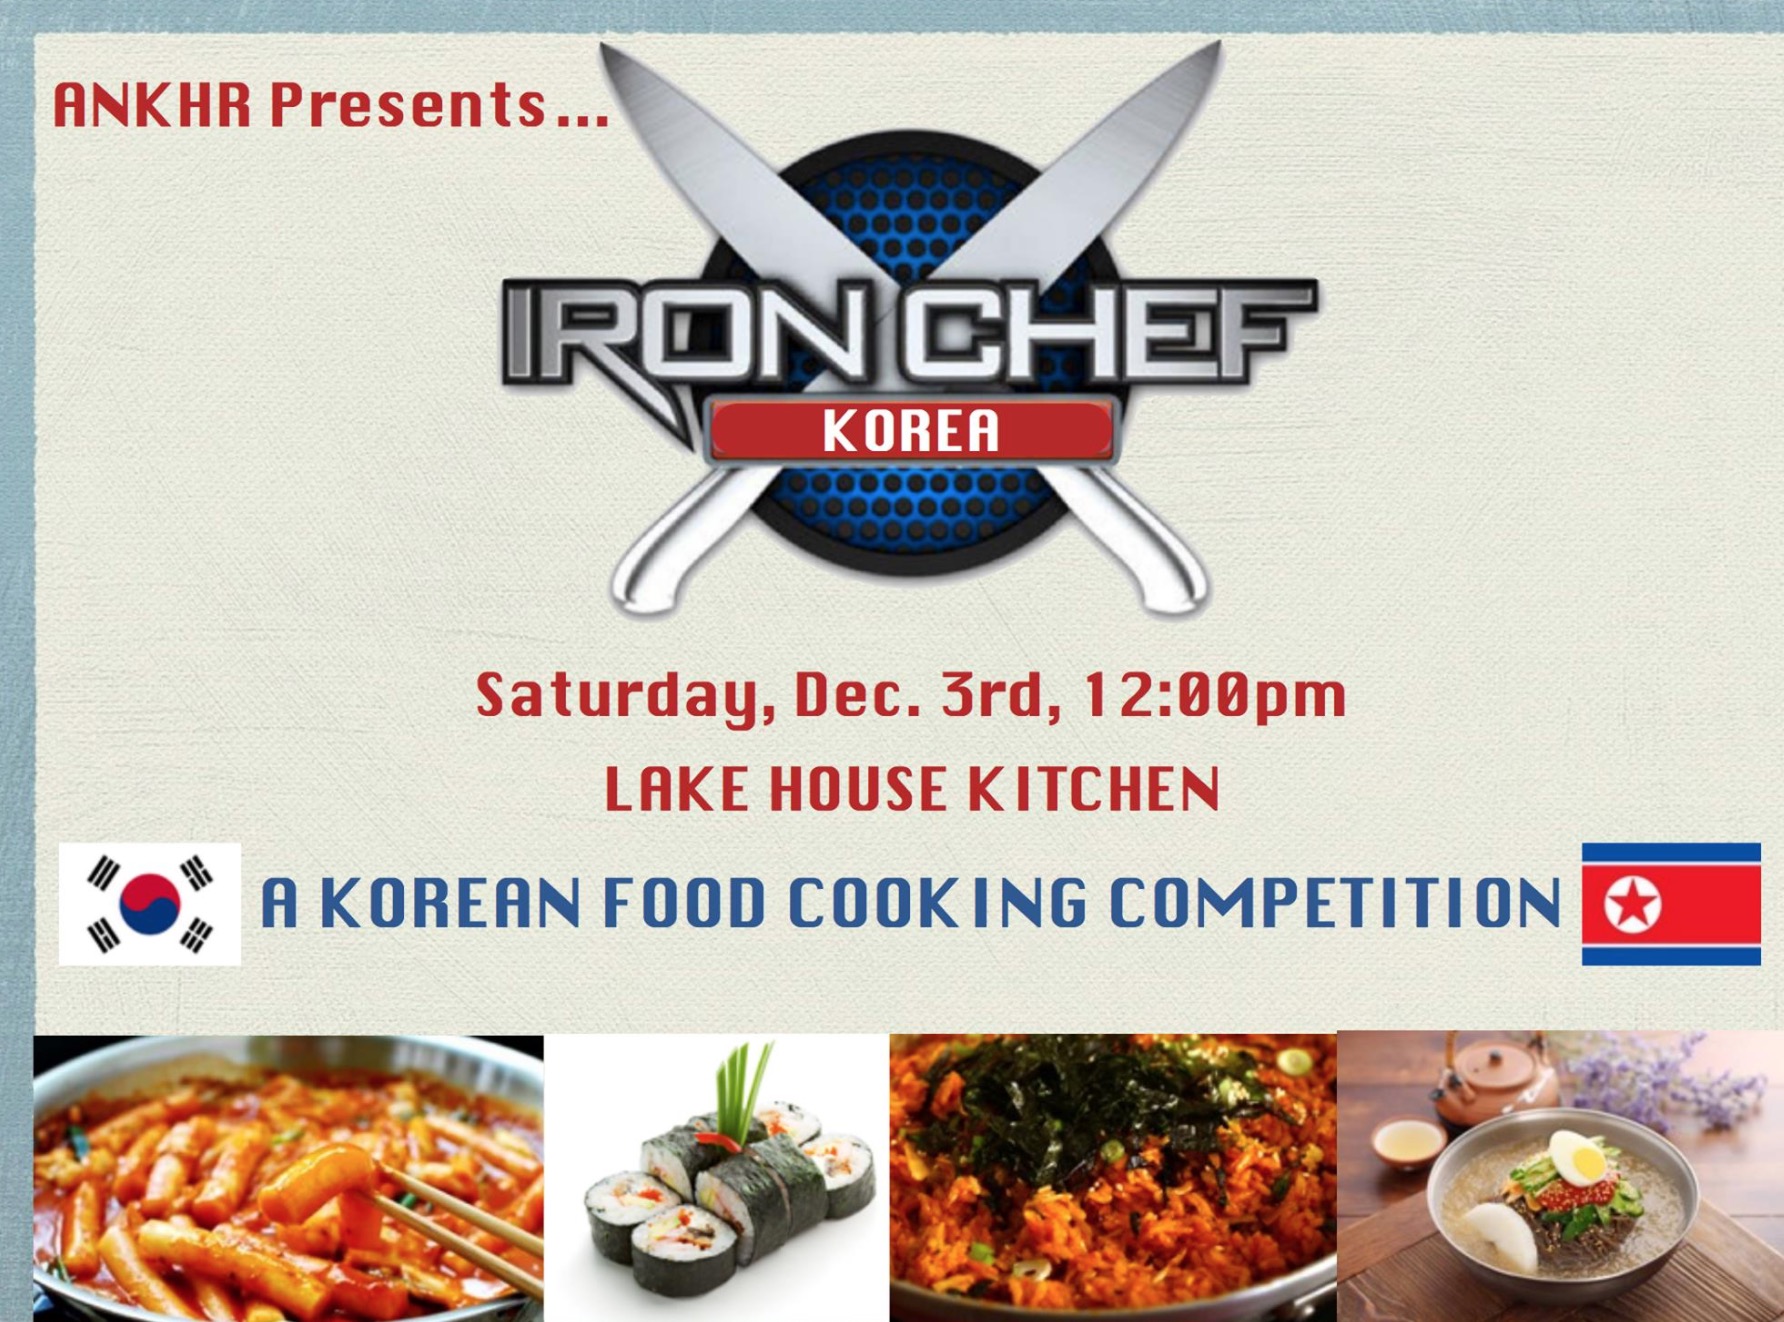 ANKHR Presents...
IRON CHEF
KOREA
Saturday, Dec. 3rd, 12:00pm
LAKE HOUSE KITCHEN
A KOREAN FOOD COOKING COMPETITION